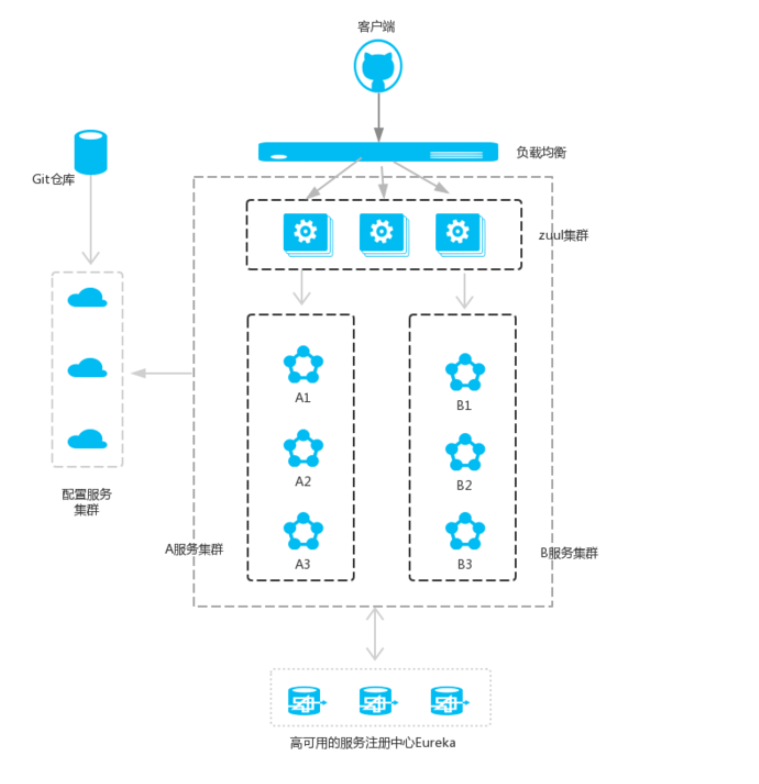 客户端
负载均衡
Git仓库
zuul集群
A1
B1
A2
B2
配置服务
集群
A服务集群
B服务集群
A3
B3
高可用的服务注册中心Eureka